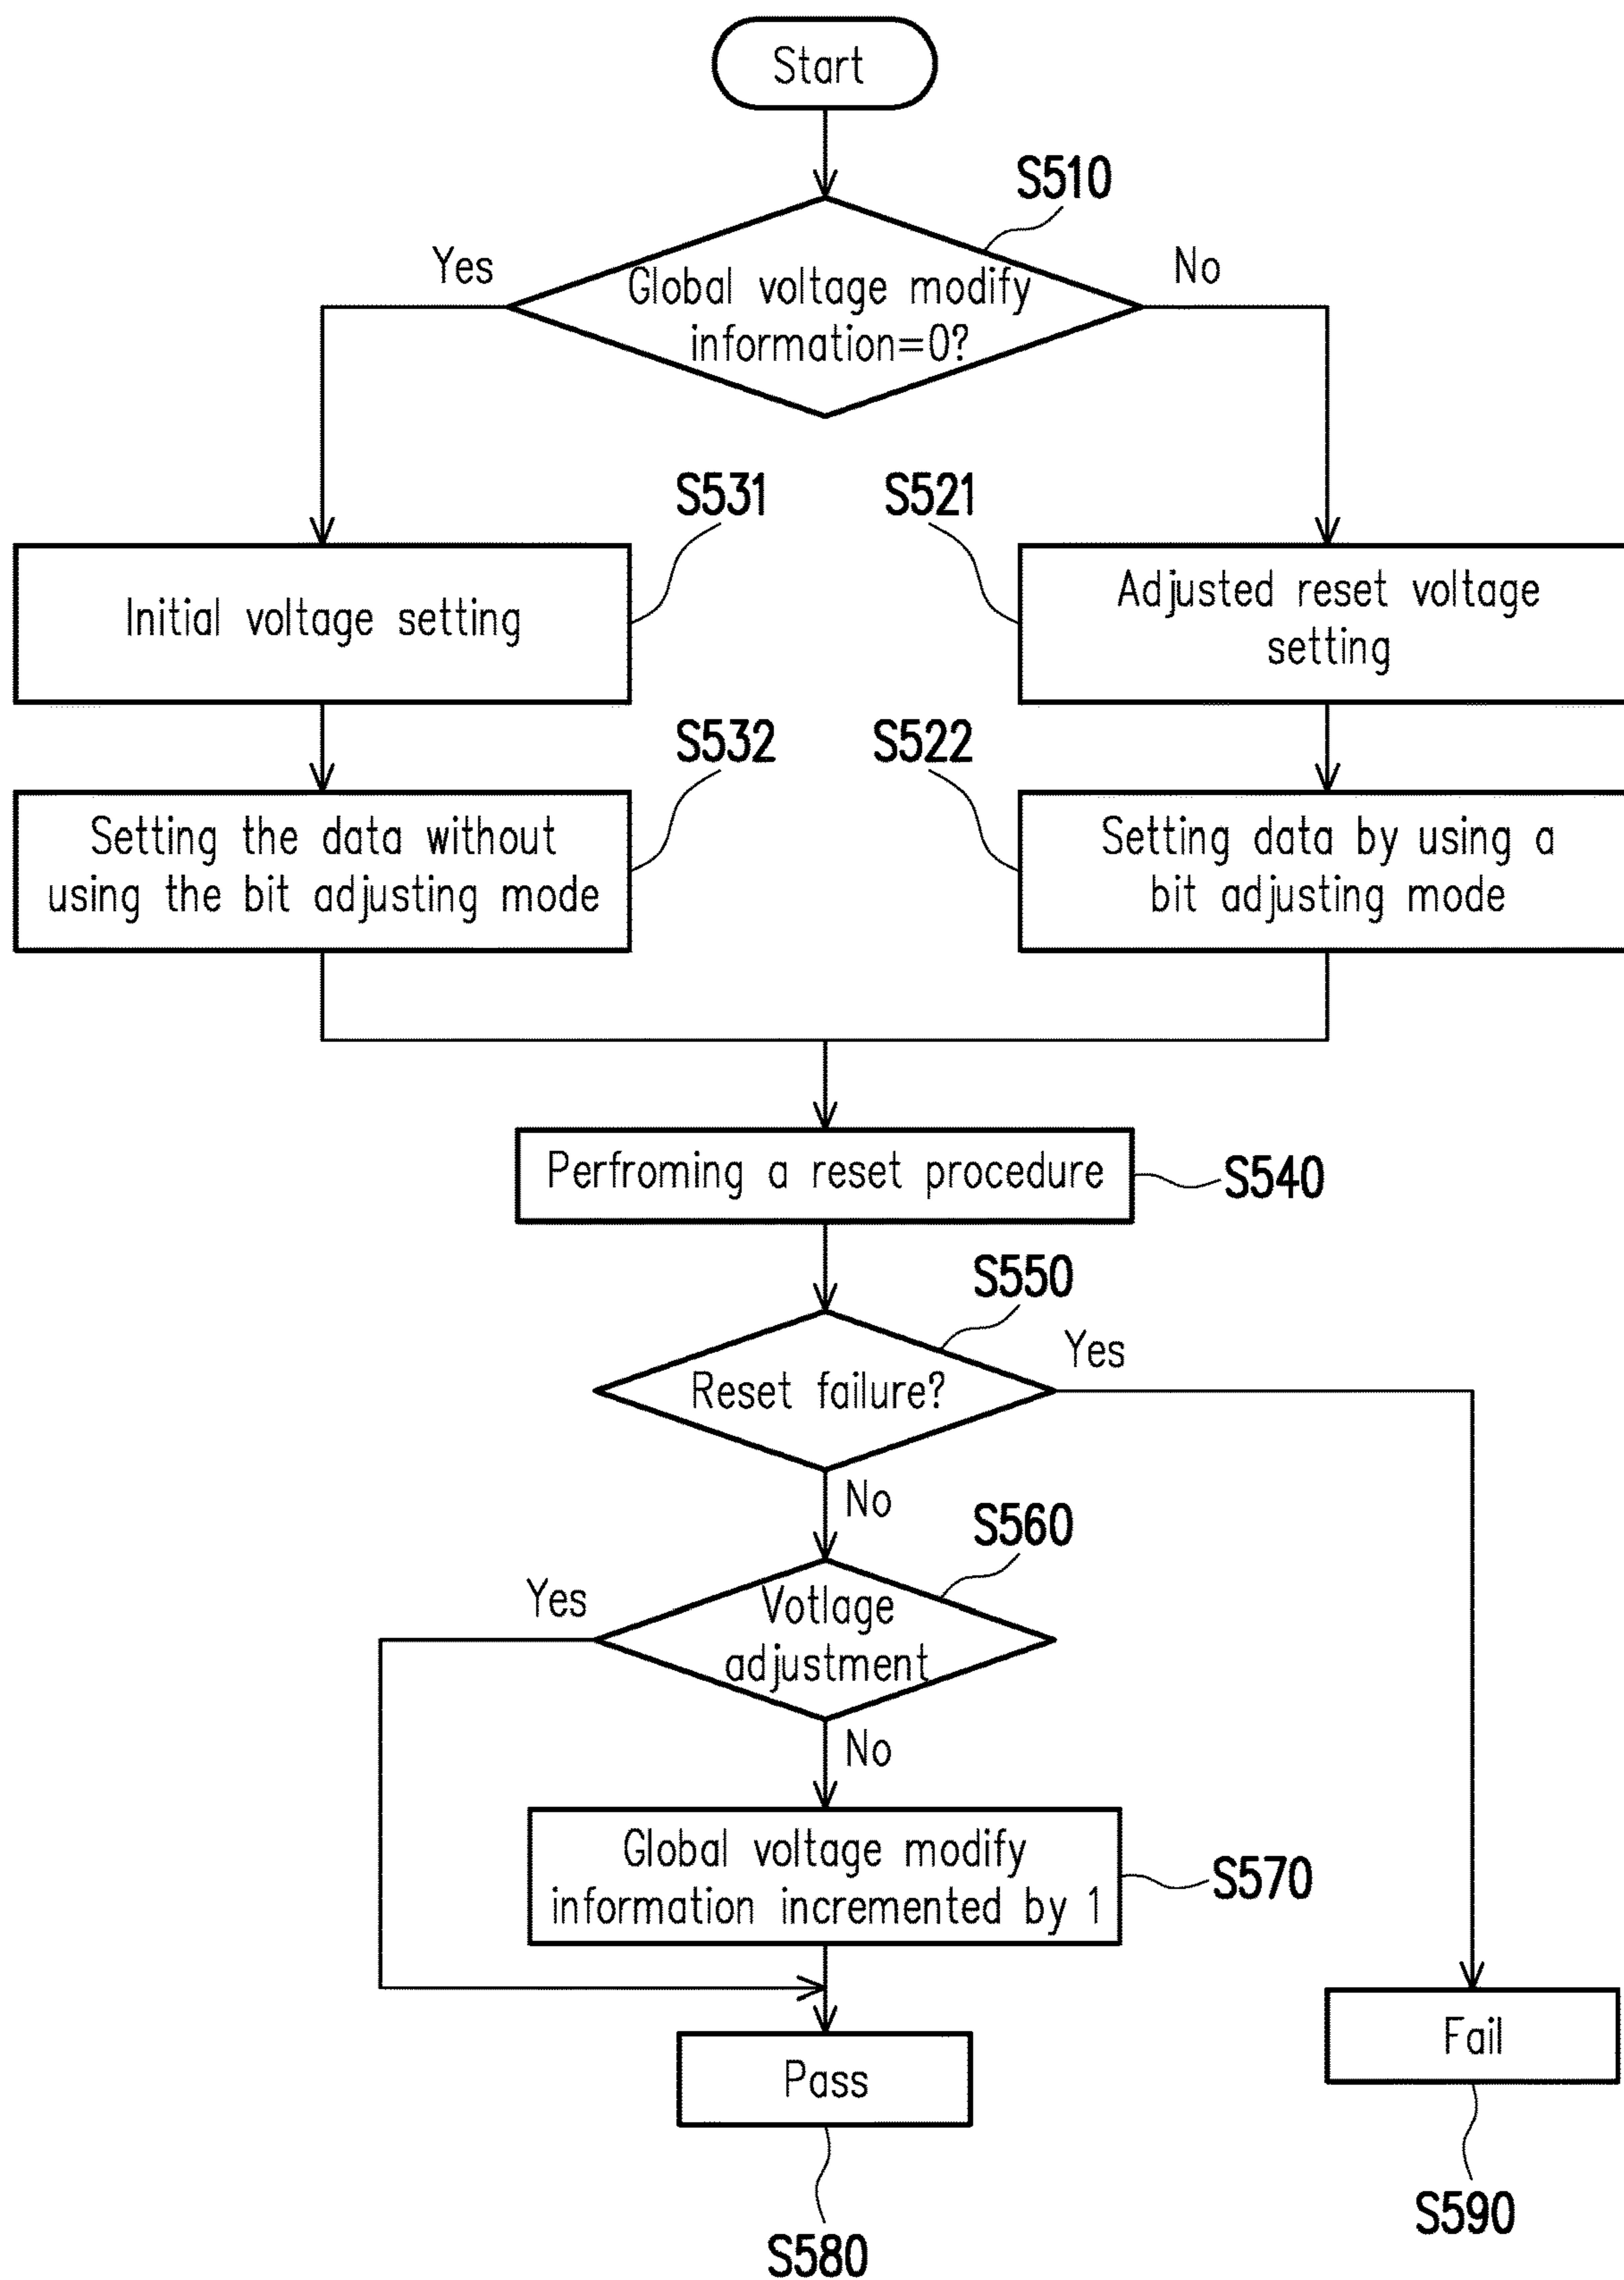 Start
S510
Yes
No
Global voltage modify
information=0?
S531
S521
Initial voltage setting
Adjusted reset voltage
setting
S532
S522
Setting the data without
using the bit adjusting mode
Setting data by using a
bit adjusting mode
Perfroming a reset procedure
S540
S550
Yes
Reset failure?
No
S560
Yes
Votlage
adjustment
No
Global voltage modify
information incremented by 1
S570
Fail
Pass
S590
S580